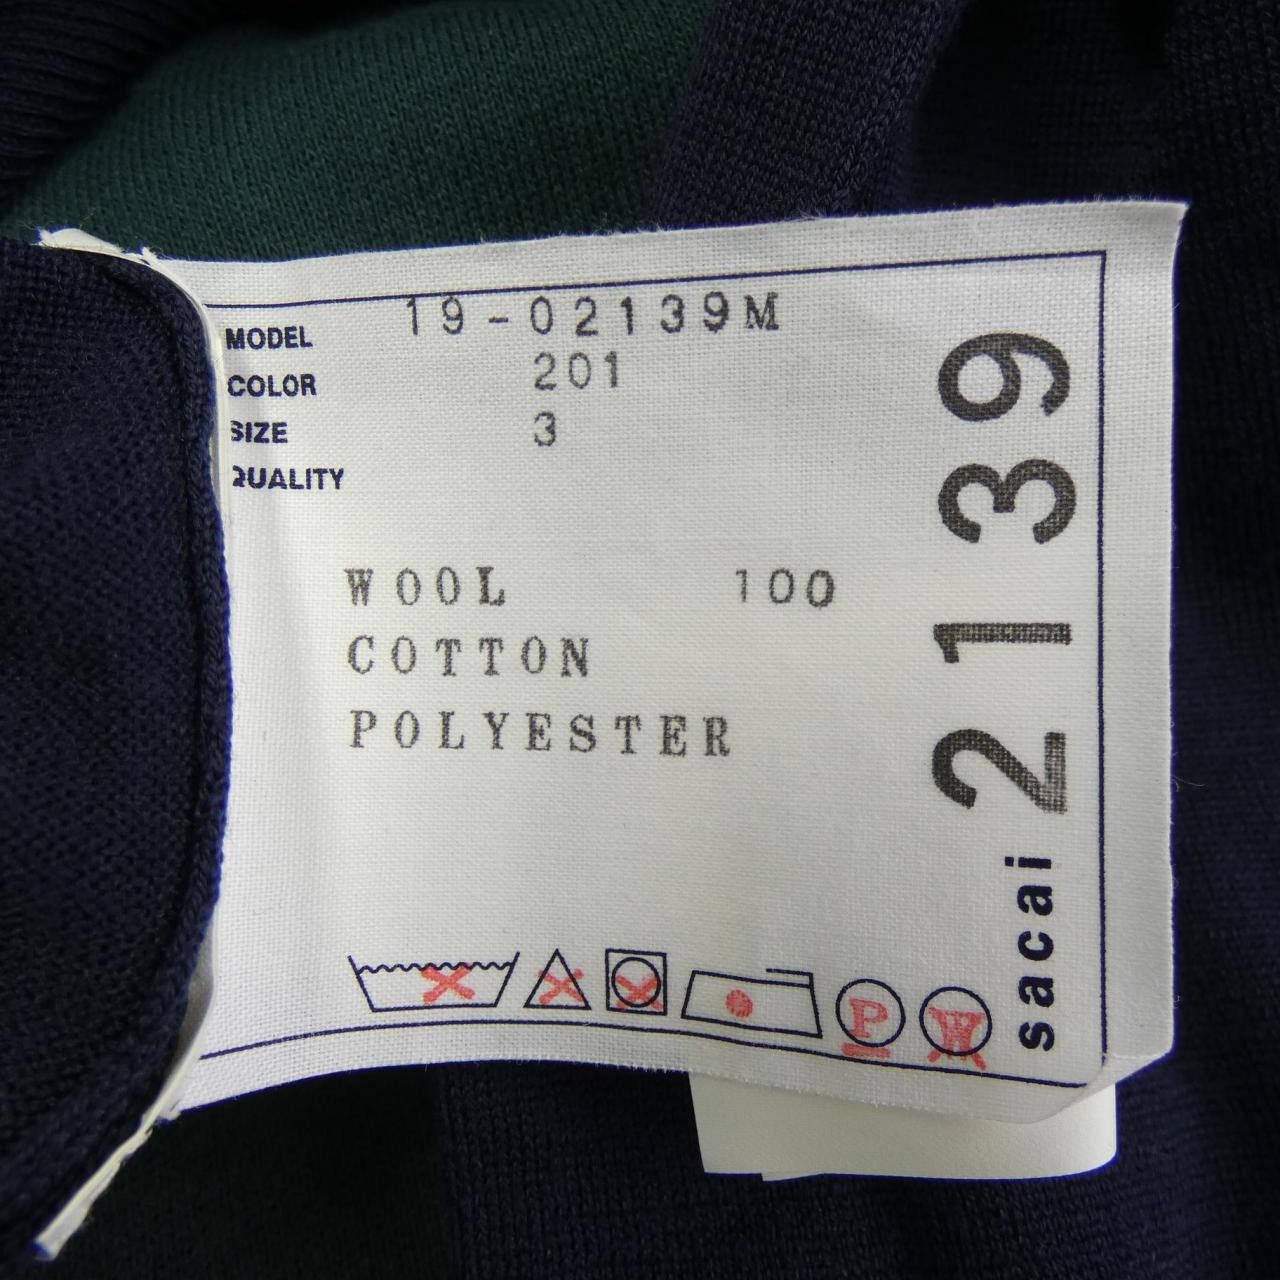 MODEL 19-02139M
COLOR 201
SIZE 3
QUALITY
WOOL 100
COTTON
POLYESTER
P
W
sacai 2139